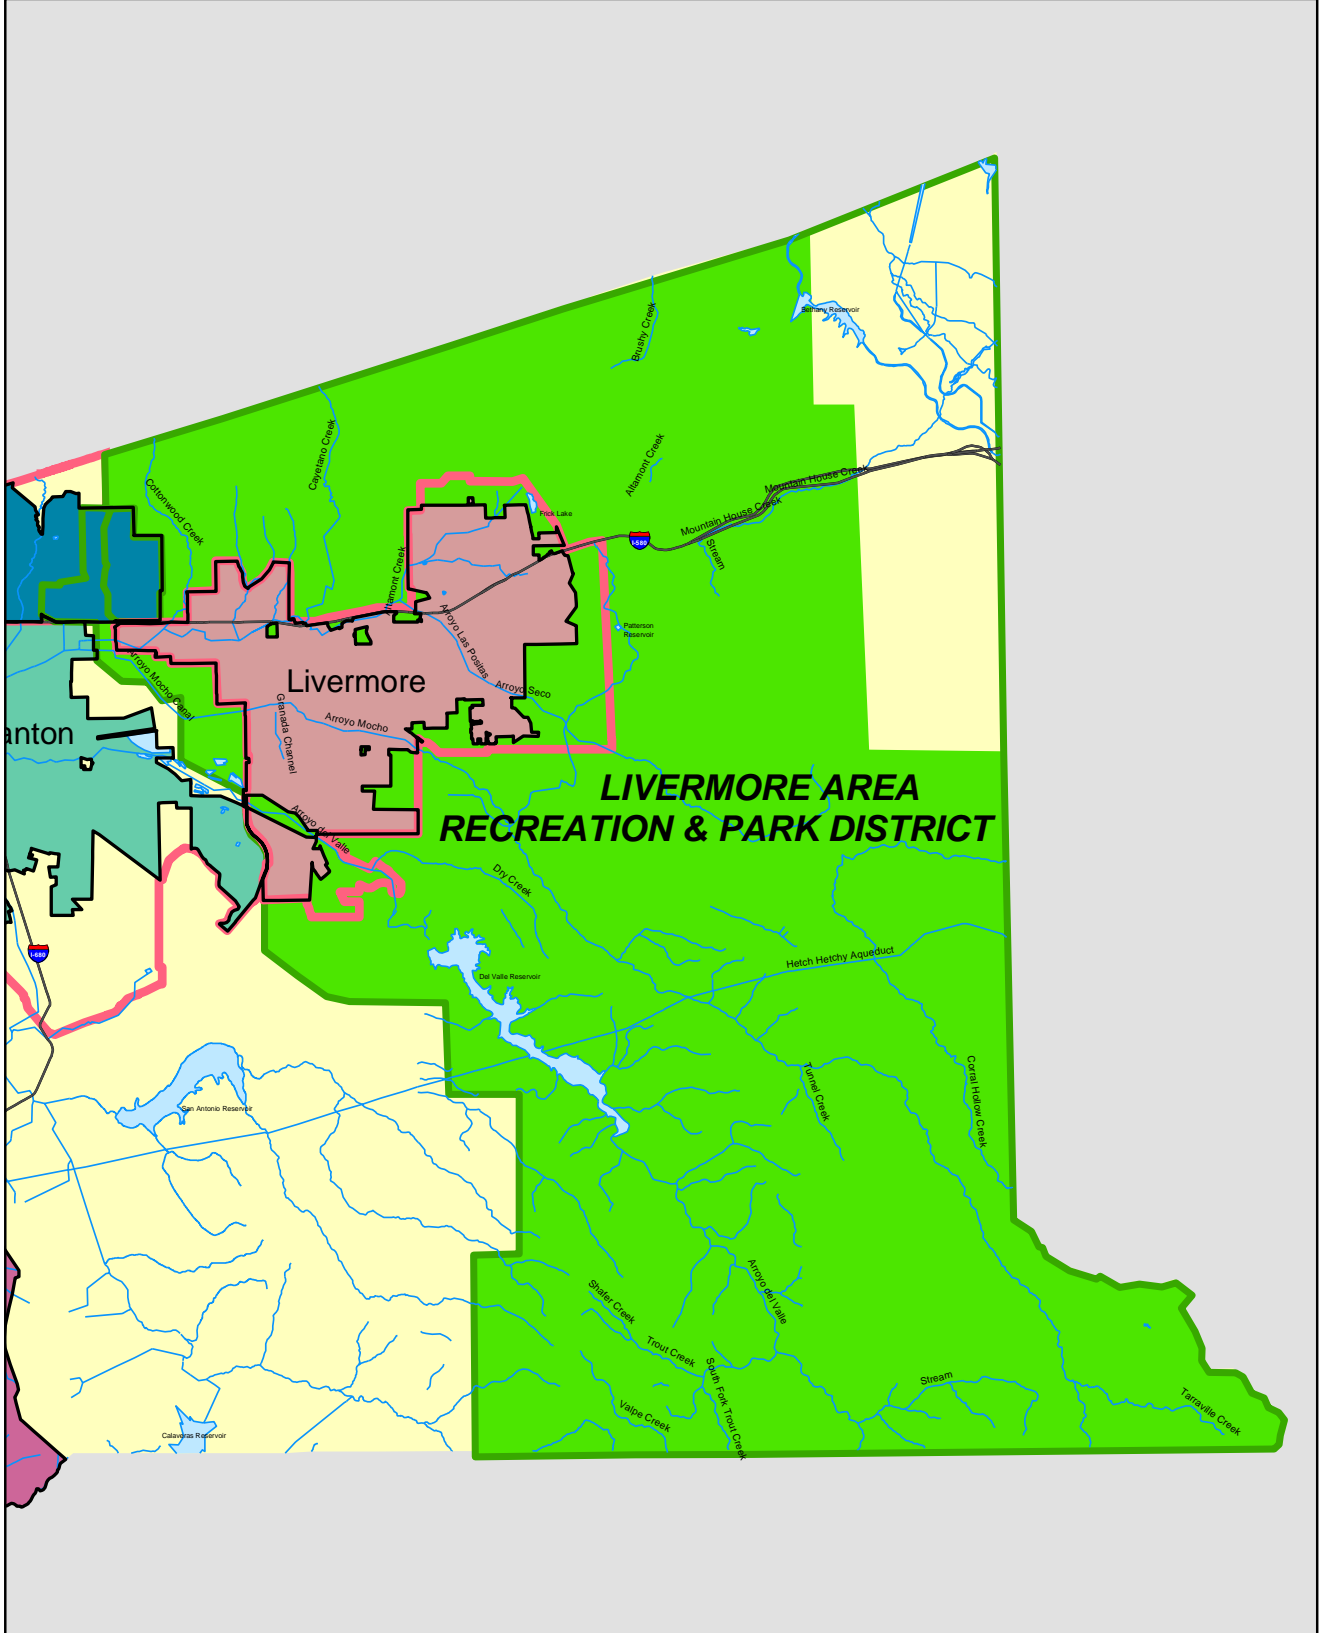 Bethany Reservoir
Brushy Creek
Cayetano Creek
Altamont Creek
Cottonwood Creek
Mountain House Creek
Mountain House Creek
Frick Lake
I-580
Stream
Altamont Creek
Arroyo Las Positas
Patterson
Reservoir
Arroyo Mocho Canal
Livermore
Arroyo Seco
Granada Channel
Arroyo Mocho
anton
LIVERMORE AREA
RECREATION & PARK DISTRICT
Arroyo del Valle
Dry Creek
I-680
Hetch Hetchy Aqueduct
Del Valle Reservoir
San Antonio Reservoir
Tunnel Creek
Corral Hollow Creek
Shafer Creek
Arroyo del Valle
Trout Creek
South Fork Trout Creek
Stream
Valpe Creek
Tarraville Creek
Calaveras Reservoir